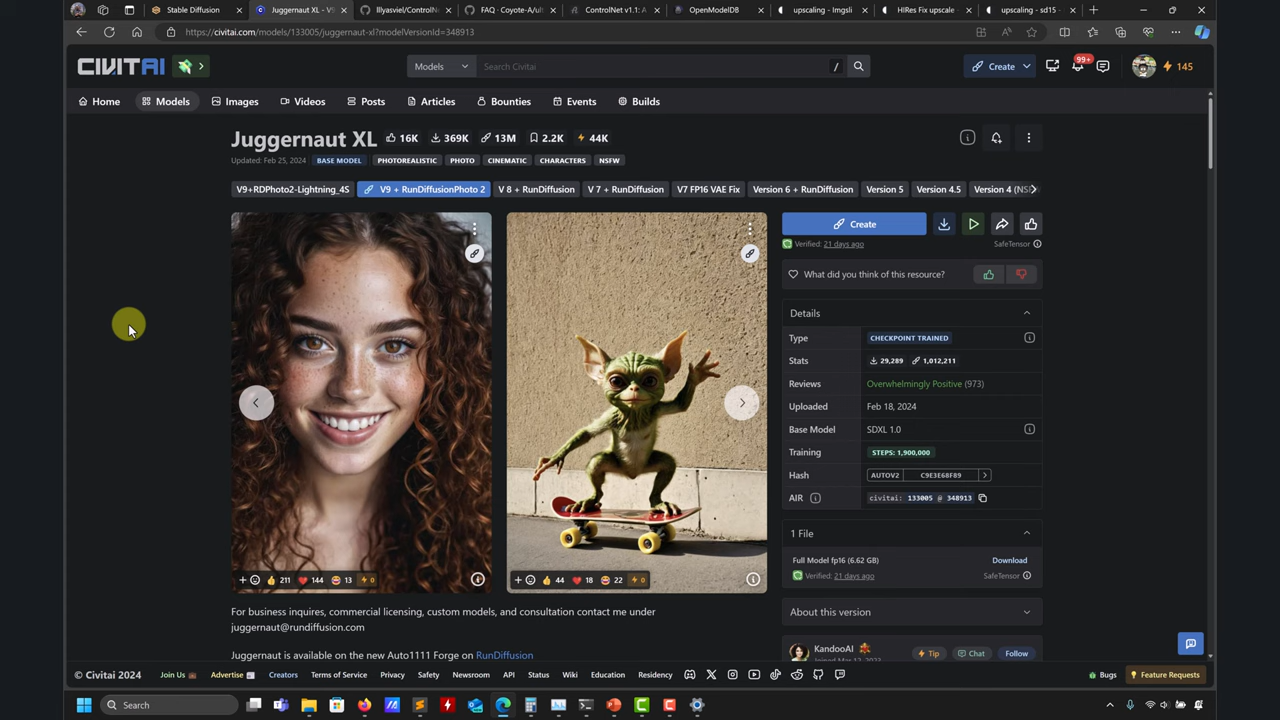 Stable Diffusion
Juggernaut XL - V9
lllyasviel/ControlNe
FAQ · Coyote-A/ult
ControlNet v1.1: A
OpenModelDB
upscaling - Imgsli
HIRes Fix upscale
upscaling - sd15
https://civitai.com/models/133005/juggernaut-xl?modelVersionId=348913
CIVITAI
Models
Search Civitai
/
Create
99+
145
Home
Models
Images
Videos
Posts
Articles
Bounties
Events
Builds
Juggernaut XL
16K
369K
13M
2.2K
44K
Updated: Feb 25, 2024
BASE MODEL
PHOTOREALISTIC
PHOTO
CINEMATIC
CHARACTERS
NSFW
V9+RDPhoto2-Lightning_4S
V9 + RunDiffusionPhoto 2
V 8 + RunDiffusion
V 7 + RunDiffusion
V7 FP16 VAE Fix
Version 6 + RunDiffusion
Version 5
Version 4.5
Version 4 (NS
Create
Verified: 21 days ago
SafeTensor
What did you think of this resource?
Details
Type
CHECKPOINT TRAINED
Stats
29,289
1,012,211
Reviews
Overwhelmingly Positive (973)
Uploaded
Feb 18, 2024
Base Model
SDXL 1.0
Training
STEPS: 1,900,000
Hash
AUTOV2
C9E3E68F89
AIR
civitai: 133005 @ 348913
1 File
Full Model fp16 (6.62 GB)
Download
Verified: 21 days ago
SafeTensor
211
144
13
0
44
18
22
0
For business inquires, commercial licensing, custom models, and consultation contact me under
juggernaut@rundiffusion.com
Juggernaut is available on the new Auto1111 Forge on RunDiffusion
About this version
KandooAI
Joined Mar 12, 2023
Tip
Chat
Follow
© Civitai 2024
Join Us
Advertise
Creators
Terms of Service
Privacy
Safety
Newsroom
API
Status
Wiki
Education
Residency
Bugs
Feature Requests
Search